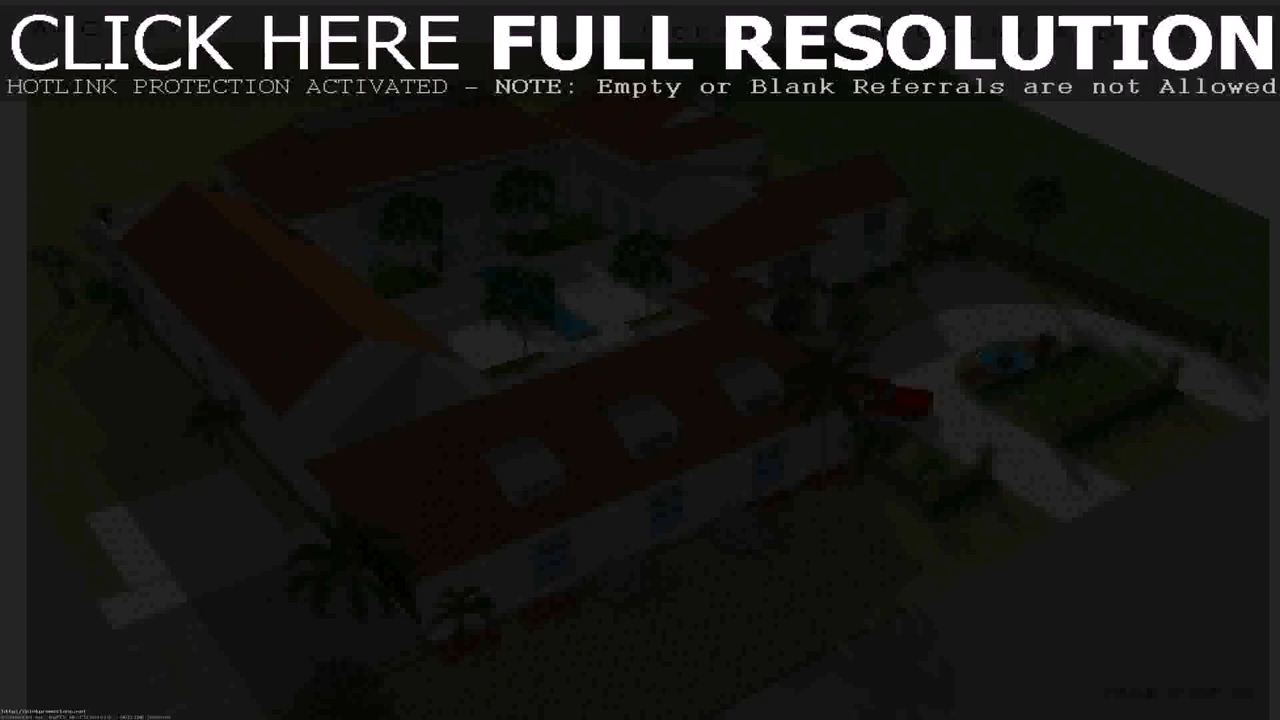 CLICK HERE FULL RESOLUTION
HOTLINK PROTECTION ACTIVATED – NOTE: Empty or Blank Referrals are not Allowed